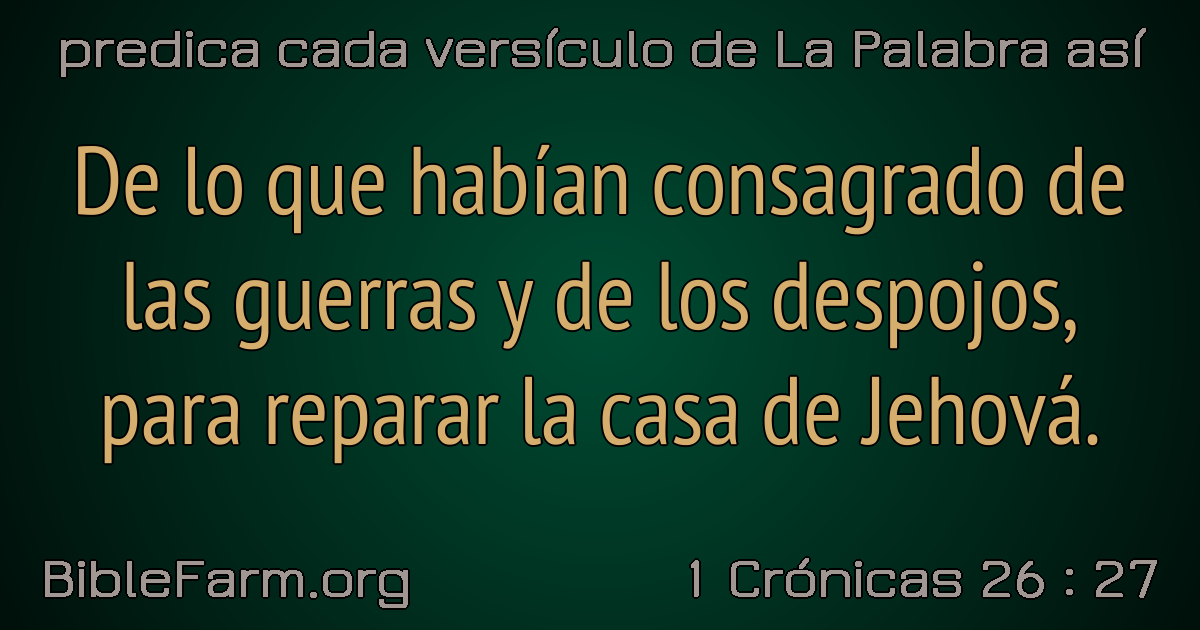 predica cada versículo de La Palabra así
De lo que habían consagrado de
las guerras y de los despojos,
para reparar la casa de Jehová.
BibleFarm.org
1 Crónicas 26 : 27